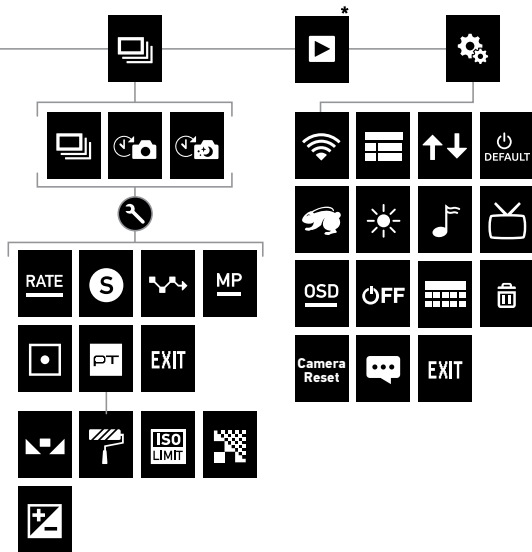 *
DEFAULT
RATE
S
MP
OSD
OFF
PT
EXIT
Camera
Reset
EXIT
ISO
LIMIT